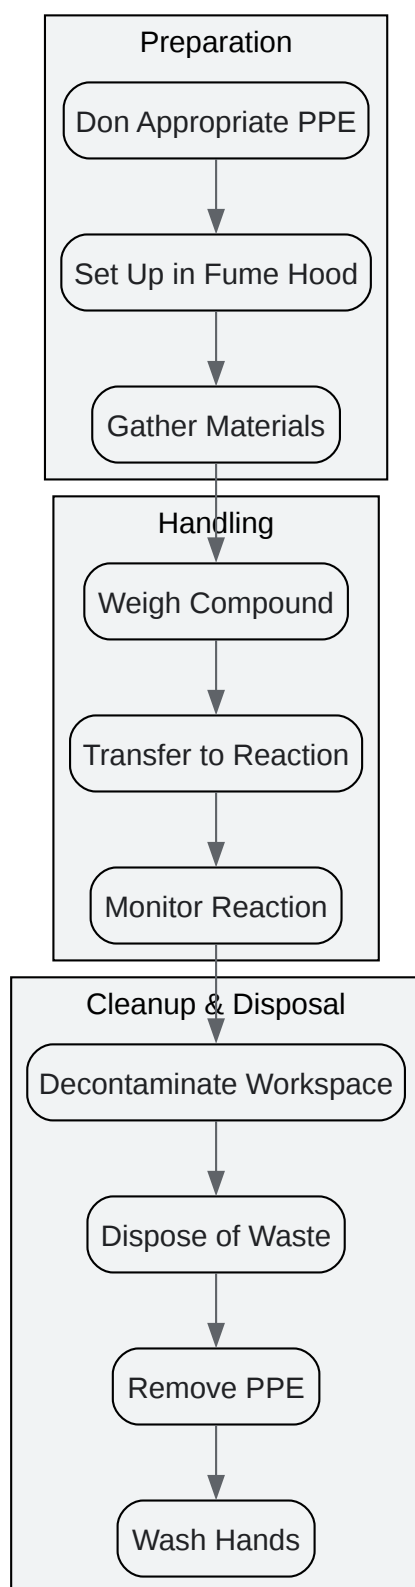 Preparation
Don Appropriate PPE
Set Up in Fume Hood
Gather Materials
Handling
Weigh Compound
Transfer to Reaction
Monitor Reaction
Cleanup & Disposal
Decontaminate Workspace
Dispose of Waste
Remove PPE
Wash Hands